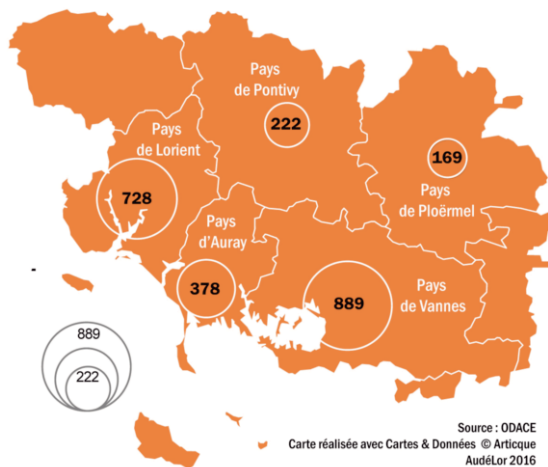 Pays
de Pontivy
222
Pays
de Lorient
728
169
Pays
de Ploërmel
Pays
d'Auray
378
889
Pays
de Vannes
889
222
Source : ODACE
Carte réalisée avec Cartes & Données © Articque
AudéLor 2016